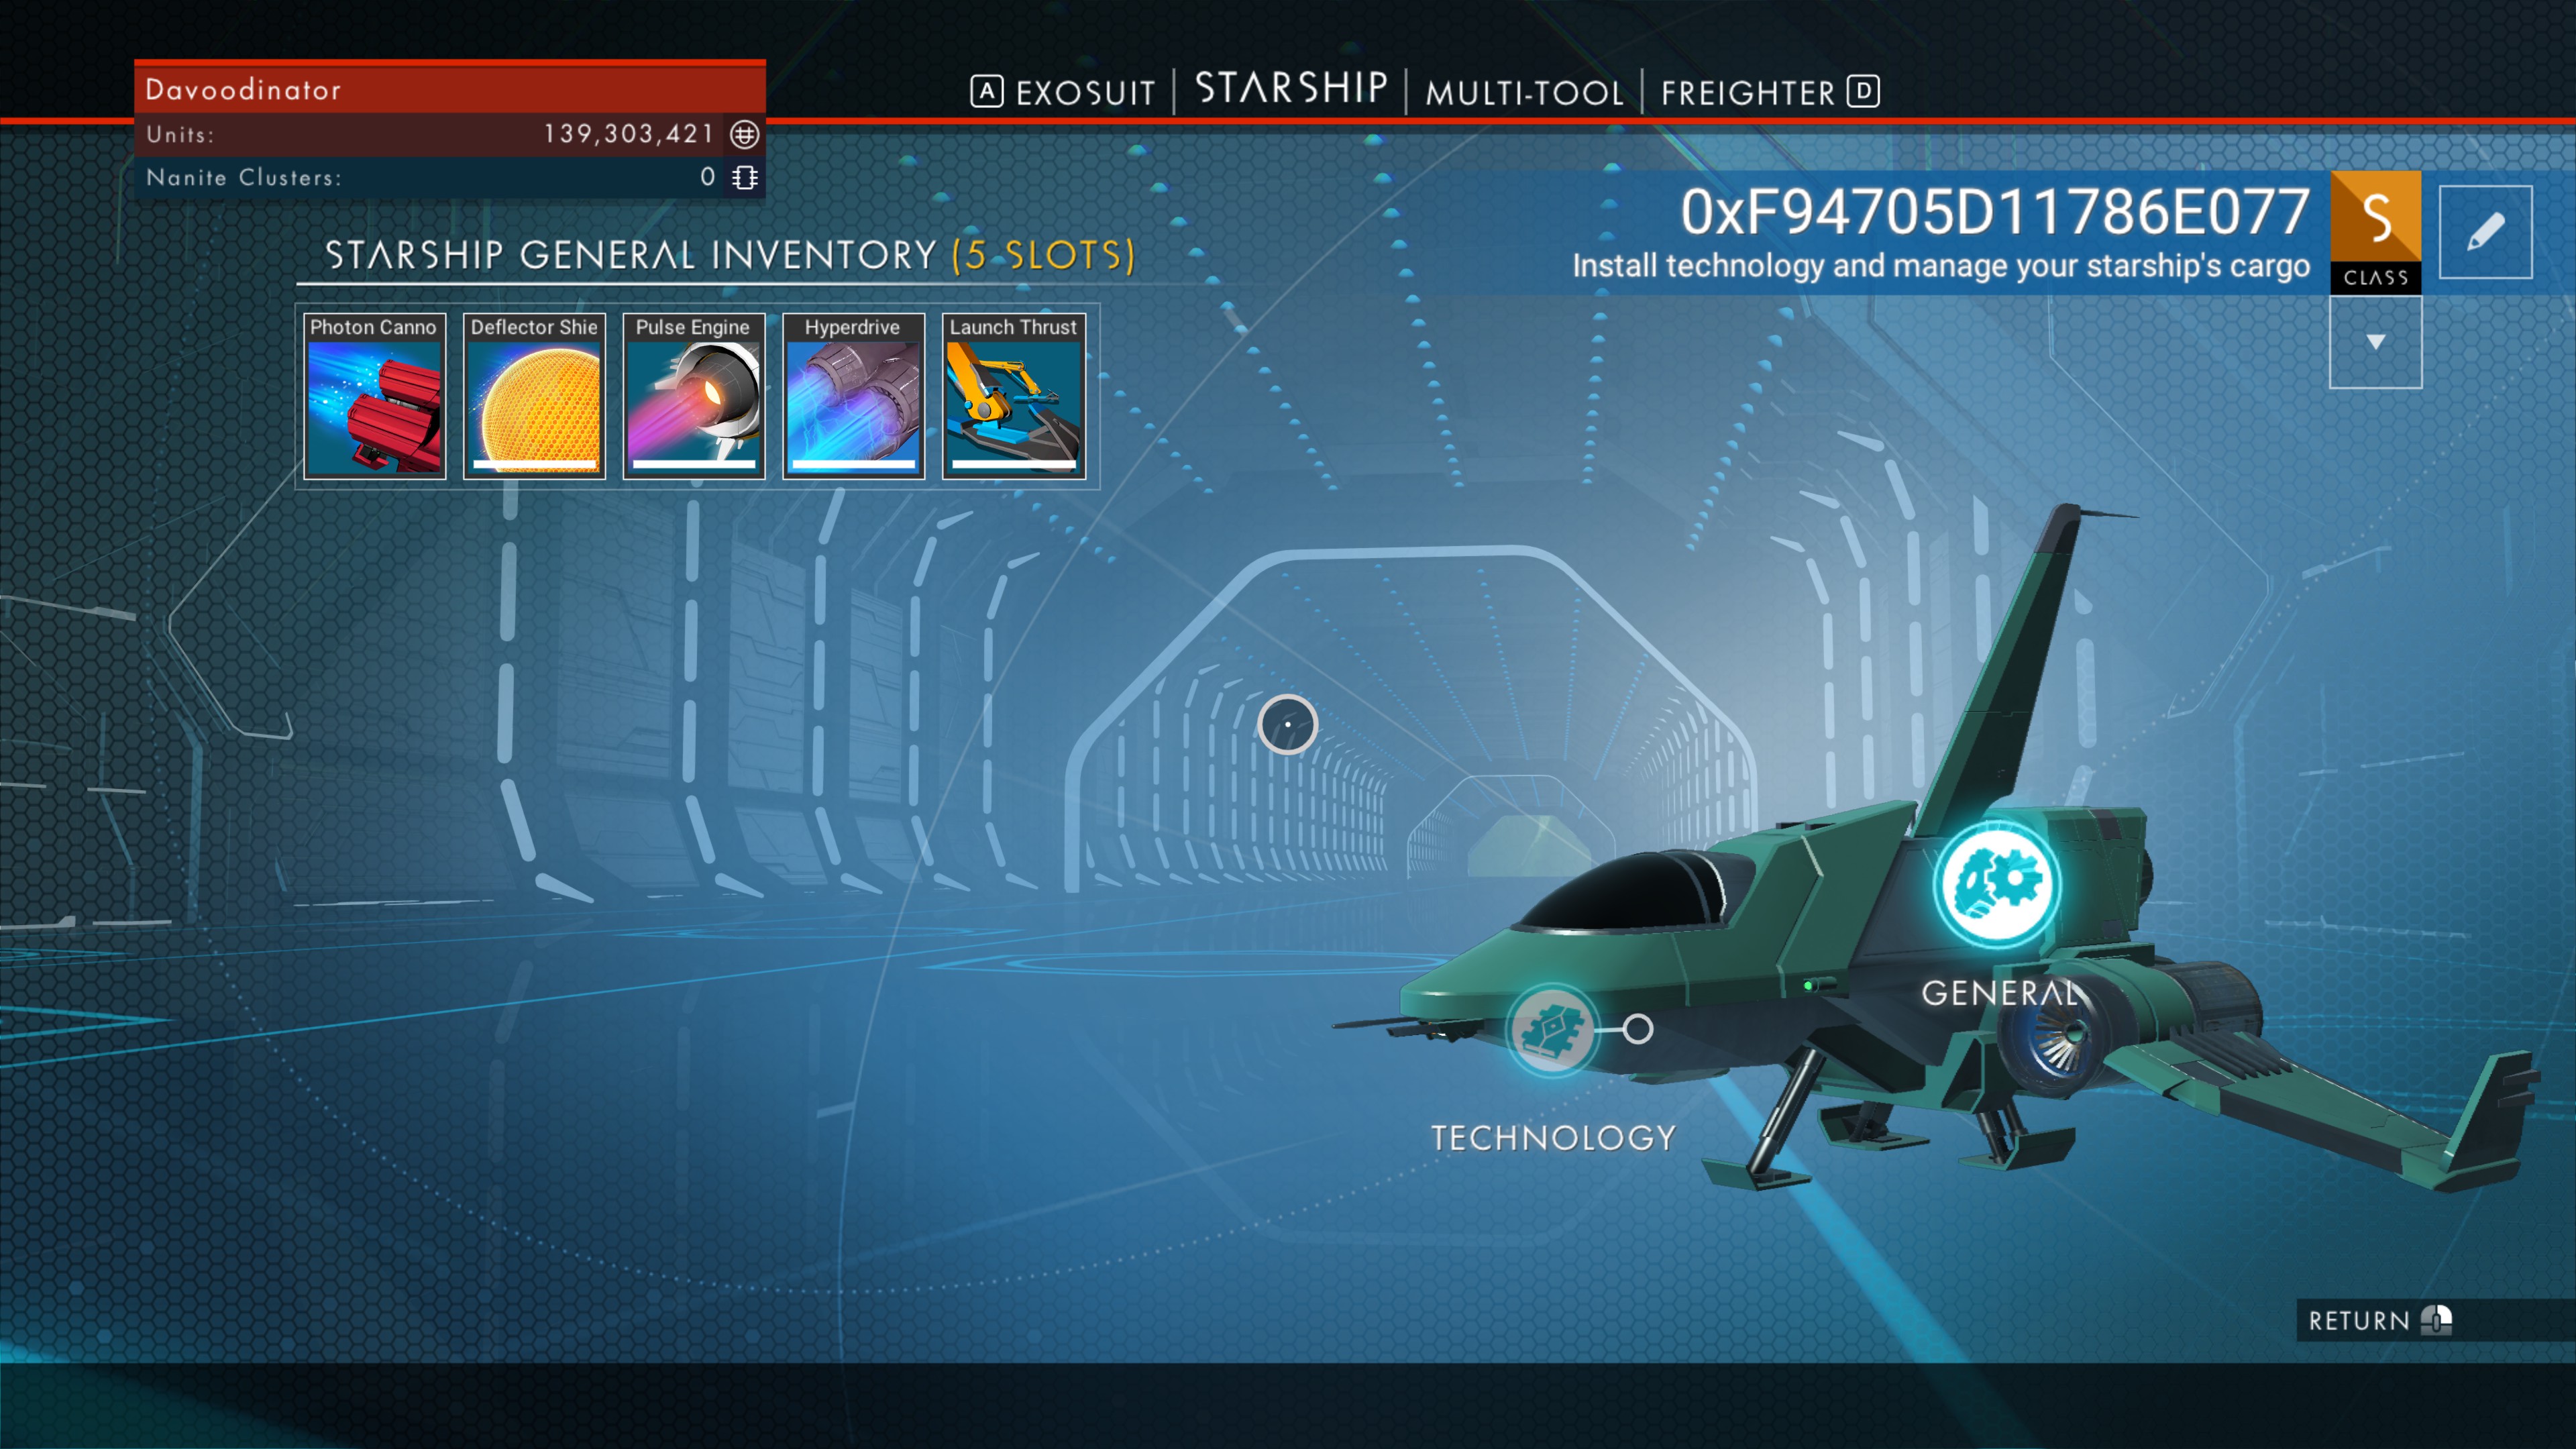 Davoodinator
Units: 139,303,421
Nanite Clusters: 0
A EXOSUIT STARSHIP MULTI-TOOL FREIGHTER D
0xF94705D11786E077
Install technology and manage your starship's cargo
S
CLASS
STARSHIP GENERAL INVENTORY (5 SLOTS)
Photon Canno Deflector Shie Pulse Engine Hyperdrive Launch Thrust
GENERAL
TECHNOLOGY
RETURN